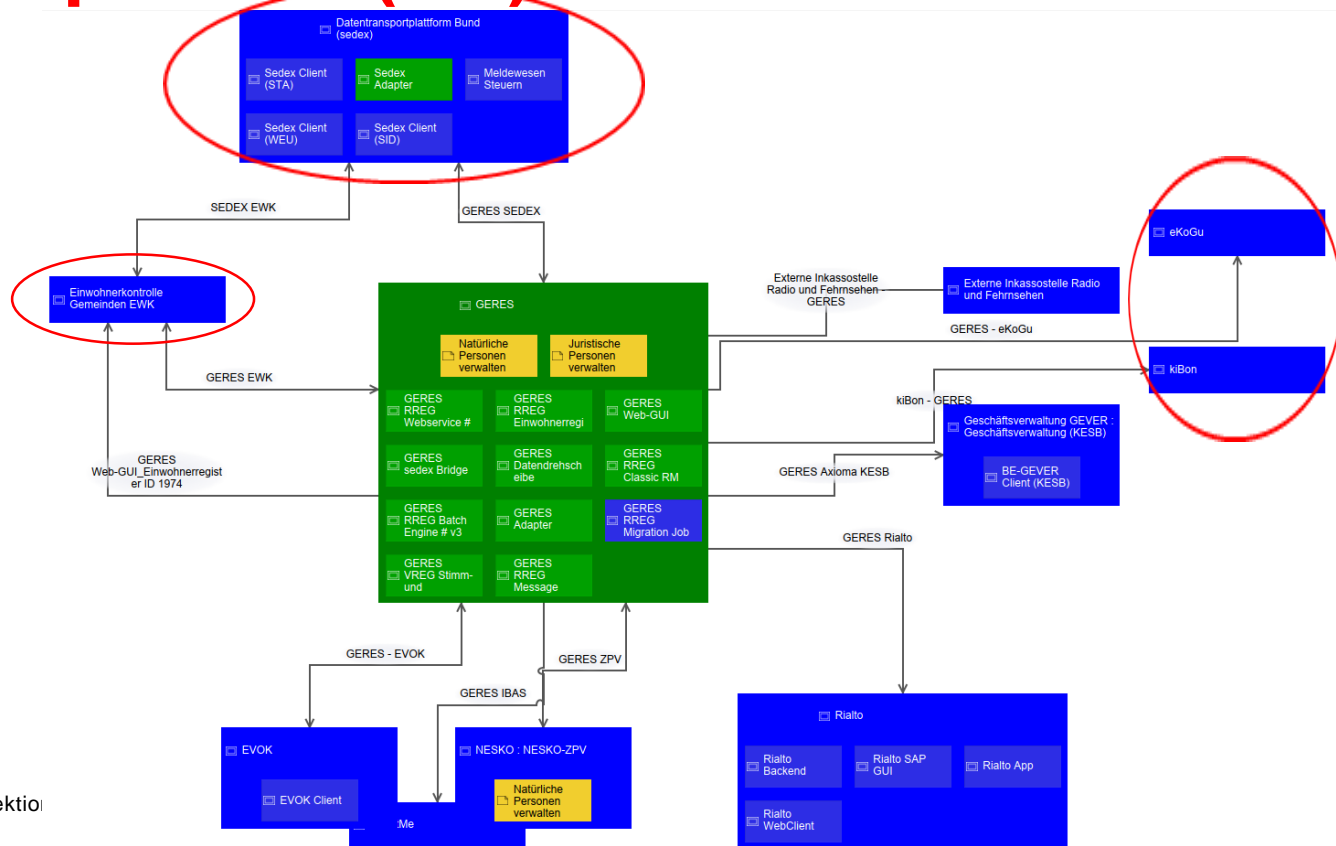 Datentransportplattform Bund
(sedex)
Sedex Client
(STA)
Sedex
Adapter
Meldewesen
Steuern
Sedex Client
(WEU)
Sedex Client
(SID)
SEDEX EWK
GERES SEDEX
eKoGu
Einwohnerkontrolle
Gemeinden EWK
Externe Inkassostelle
Radio und Fehrnsehen -
GERES
Externe Inkassostelle Radio
und Fehrnsehen
GERES
GERES - eKoGu
Natürliche
Personen
verwalten
Juristische
Personen
verwalten
kiBon
GERES EWK
kiBon - GERES
GERES
RREG
Webservice #
GERES
RREG
Einwohnerregi
GERES
Web-GUI
Geschäftsverwaltung GEVER :
Geschäftsverwaltung (KESB)
GERES
Web-GUI_Einwohnerregist
er ID 1974
GERES
sedex Bridge
GERES
Datendrehsch
eibe
GERES
RREG
Classic RM
GERES Axioma KESB
BE-GEVER
Client (KESB)
GERES
RREG Batch
Engine # v3
GERES
Adapter
GERES
RREG
Migration Job
GERES Rialto
GERES
VREG Stimm-
und
GERES
RREG
Message
GERES - EVOK
GERES ZPV
GERES IBAS
EVOK
NESKO : NESKO-ZPV
Rialto
EVOK Client
Natürliche
Personen
verwalten
Rialto
Backend
Rialto SAP
GUI
Rialto App
Rialto
WebClient
Me
ektion